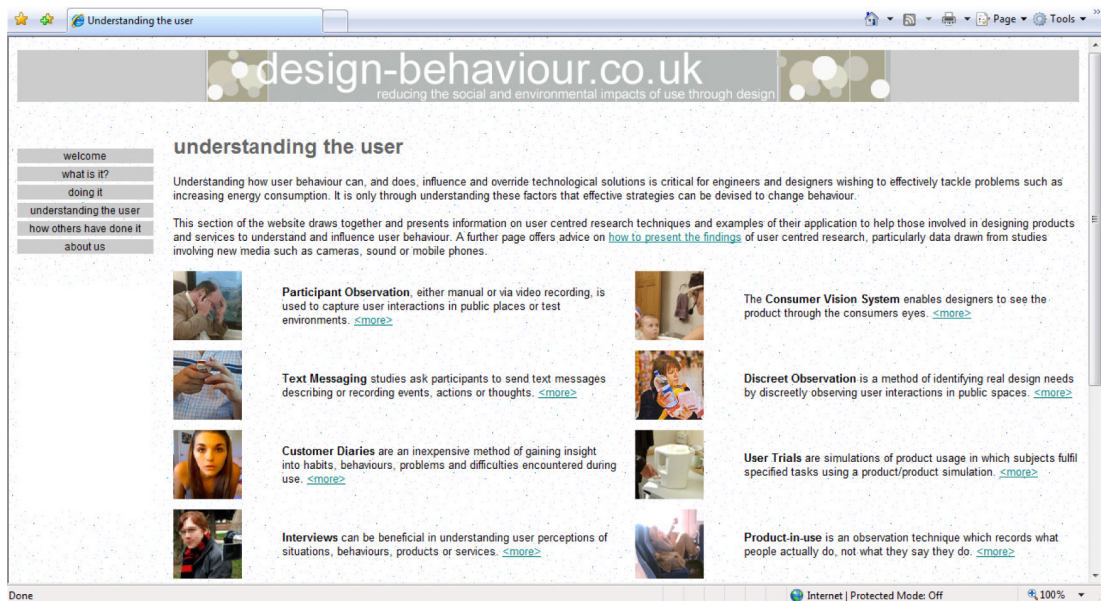 Understanding the user
Page
Tools
design-behaviour.co.uk
reducing the social and environmental impacts of use through design
welcome
what is it?
doing it
understanding the user
how others have done it
about us
understanding the user
Understanding how user behaviour can, and does, influence and override technological solutions is critical for engineers and designers wishing to effectively tackle problems such as
increasing energy consumption. It is only through understanding these factors that effective strategies can be devised to change behaviour.
This section of the website draws together and presents information on user centred research techniques and examples of their application to help those involved in designing products
and services to understand and influence user behaviour. A further page offers advice on how to present the findings of user centred research, particularly data drawn from studies
involving new media such as cameras, sound or mobile phones.
Participant Observation, either manual or via video recording, is
used to capture user interactions in public places or test
environments. <more>
The Consumer Vision System enables designers to see the
product through the consumers eyes. <more>
Text Messaging studies ask participants to send text messages
describing or recording events, actions or thoughts. <more>
Discreet Observation is a method of identifying real design needs
by discreetly observing user interactions in public spaces. <more>
Customer Diaries are an inexpensive method of gaining insight
into habits, behaviours, problems and difficulties encountered during
use. <more>
User Trials are simulations of product usage in which subjects fulfil
specified tasks using a product/product simulation. <more>
Interviews can be beneficial in understanding user perceptions of
situations, behaviours, products or services. <more>
Product-in-use is an observation technique which records what
people actually do, not what they say they do. <more>
Done
Internet | Protected Mode: Off
100%